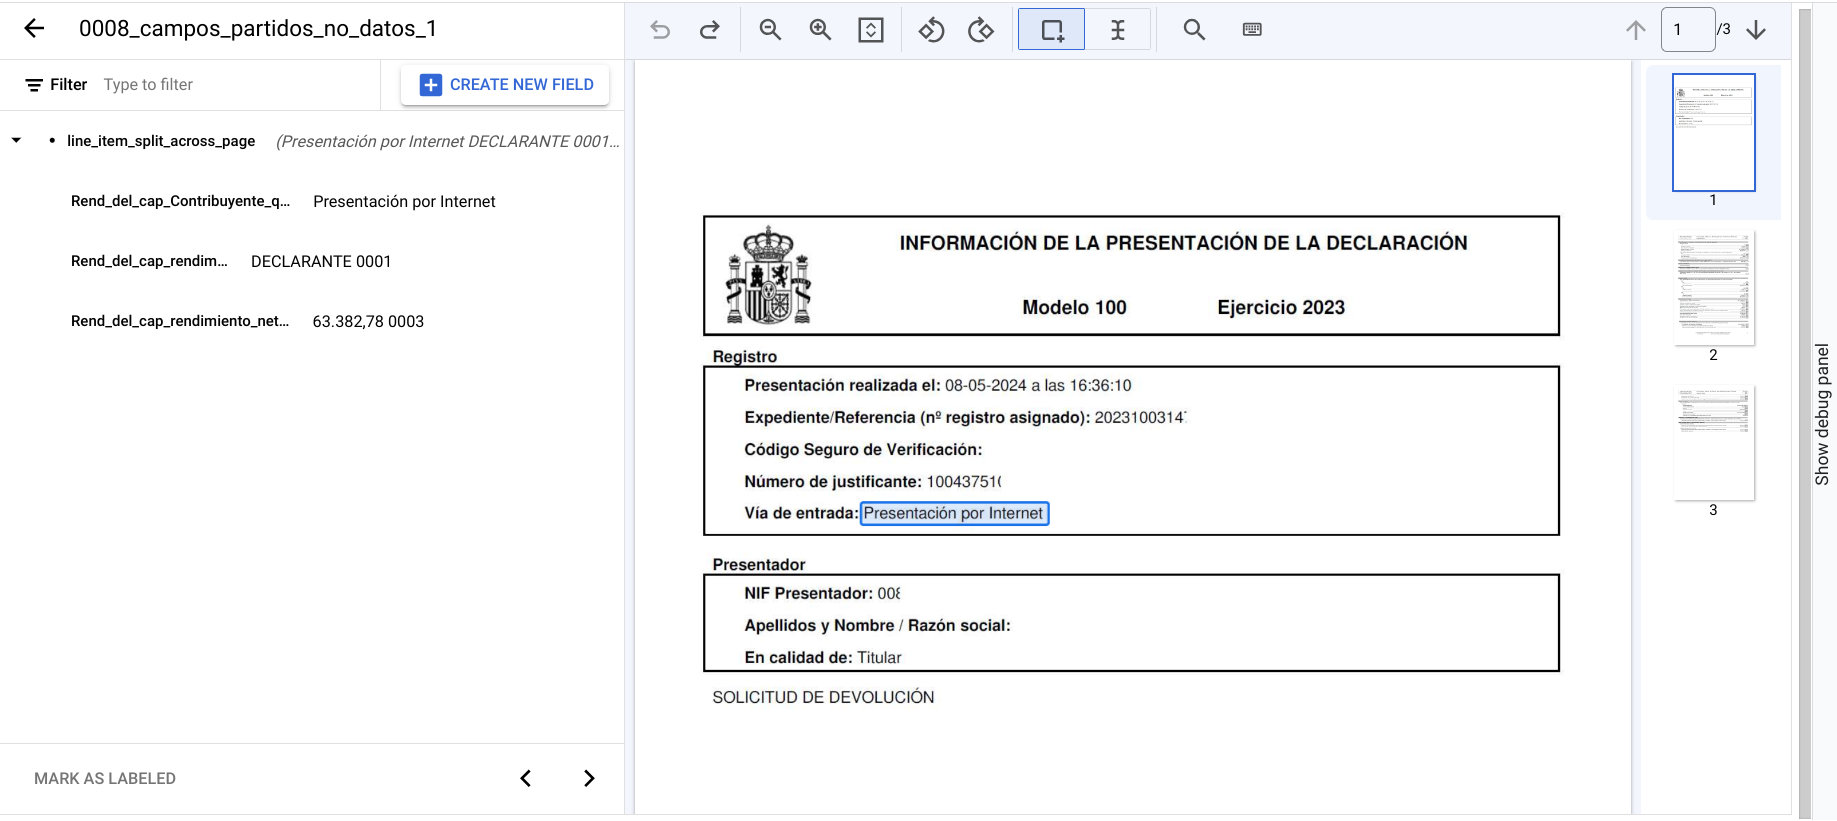 0008_campos_partidos_no_datos_1
Filter Type to filter
CREATE NEW FIELD
line_item_split_across_page (Presentación por Internet DECLARANTE 0001...
Rend_del_cap_Contribuyente_q... Presentación por Internet
Rend_del_cap_rendim... DECLARANTE 0001
Rend_del_cap_rendimiento_net... 63.382,78 0003
MARK AS LABELED
1 /3
INFORMACIÓN DE LA PRESENTACIÓN DE LA DECLARACIÓN
Modelo 100 Ejercicio 2023
Registro
Presentación realizada el: 08-05-2024 a las 16:36:10
Expediente/Referencia (nº registro asignado): 2023100314
Código Seguro de Verificación:
Número de justificante: 10043751
Vía de entrada: Presentación por Internet
Presentador
NIF Presentador: 00
Apellidos y Nombre / Razón social:
En calidad de: Titular
SOLICITUD DE DEVOLUCIÓN
1
2
3
Show debug panel